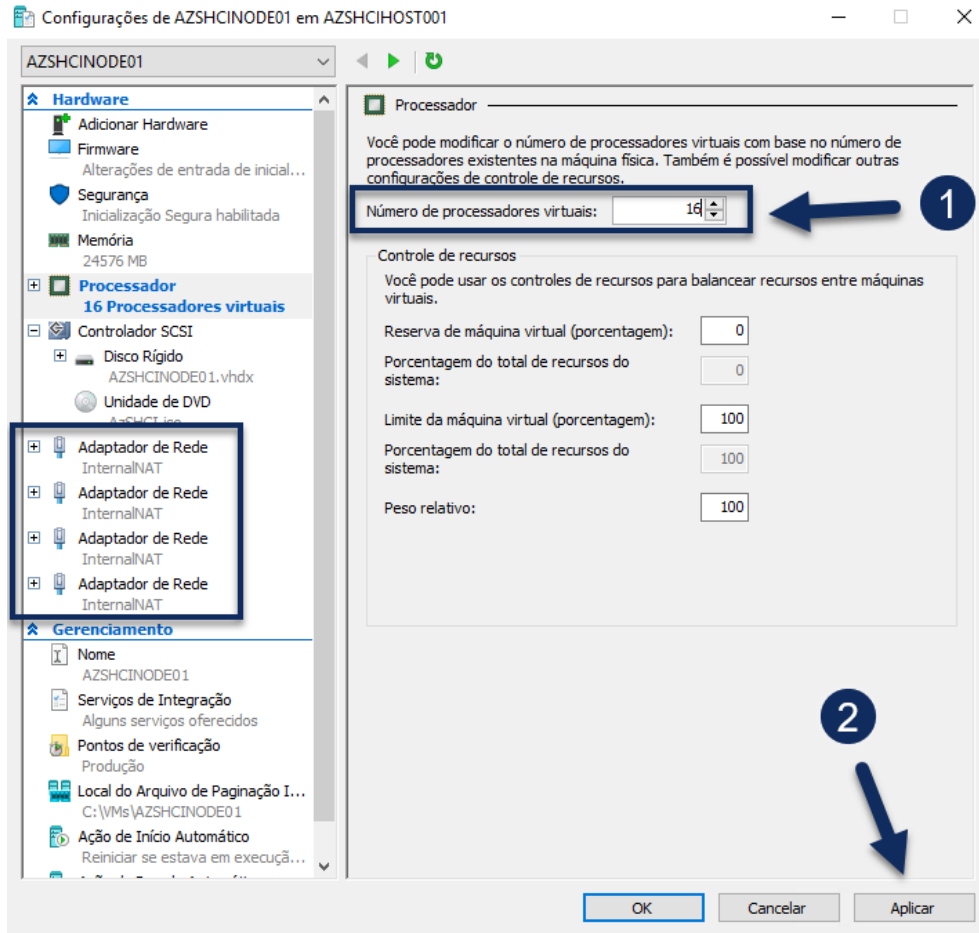 Configurações de AZSHCINODE01 em AZSHCIHOST001
AZSHCINODE01
Hardware
Adicionar Hardware
Firmware
Alterações de entrada de inicial...
Segurança
Inicialização Segura habilitada
Memória
24576 MB
Processador
16 Processadores virtuais
Controlador SCSI
Disco Rígido
AZSHCINODE01.vhdx
Unidade de DVD
Adaptador de Rede
InternalNAT
Adaptador de Rede
InternalNAT
Adaptador de Rede
InternalNAT
Adaptador de Rede
InternalNAT
Gerenciamento
Nome
AZSHCINODE01
Serviços de Integração
Alguns serviços oferecidos
Pontos de verificação
Produção
Local do Arquivo de Paginação I...
C:\VMs\AZSHCINODE01
Ação de Início Automático
Reiniciar se estava em execuçã...
Processador
Você pode modificar o número de processadores virtuais com base no número de
processadores existentes na máquina física. Também é possível modificar outras
configurações de controle de recursos.
Número de processadores virtuais: 16
1
Controle de recursos
Você pode usar os controles de recursos para balancear recursos entre máquinas
virtuais.
Reserva de máquina virtual (porcentagem): 0
Porcentagem do total de recursos do
sistema: 0
Limite da máquina virtual (porcentagem): 100
Porcentagem do total de recursos do
sistema: 100
Peso relativo: 100
2
OK Cancelar Aplicar